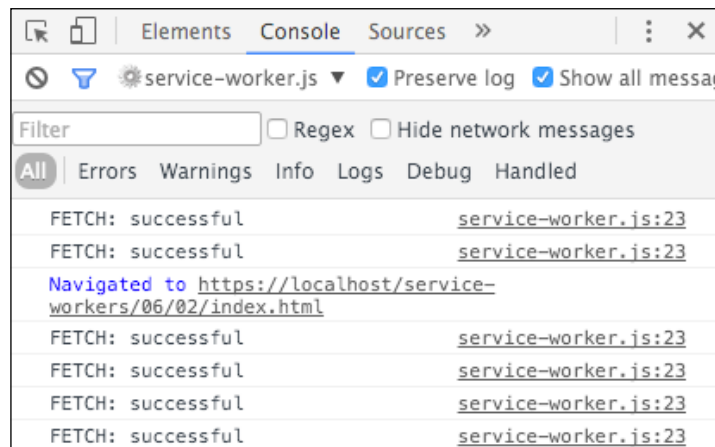 Elements Console Sources »
service-worker.js ▼ Preserve log Show all messag
Filter Regex Hide network messages
All Errors Warnings Info Logs Debug Handled
FETCH: successful service-worker.js:23
FETCH: successful service-worker.js:23
Navigated to https://localhost/service-
workers/06/02/index.html
FETCH: successful service-worker.js:23
FETCH: successful service-worker.js:23
FETCH: successful service-worker.js:23
FETCH: successful service-worker.js:23